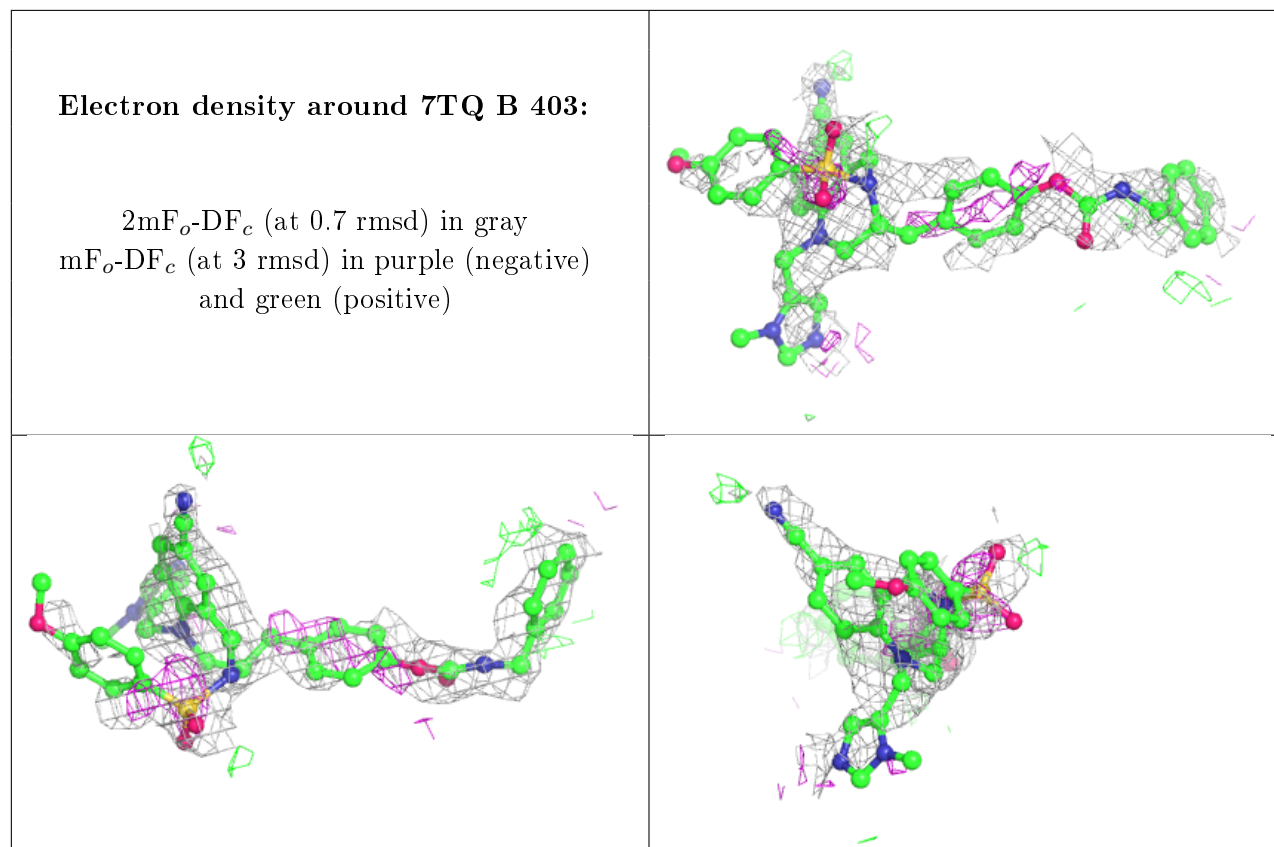 Electron density around 7TQ B 403:
2mFo-DFc (at 0.7 rmsd) in gray
mFo-DFc (at 3 rmsd) in purple (negative)
and green (positive)